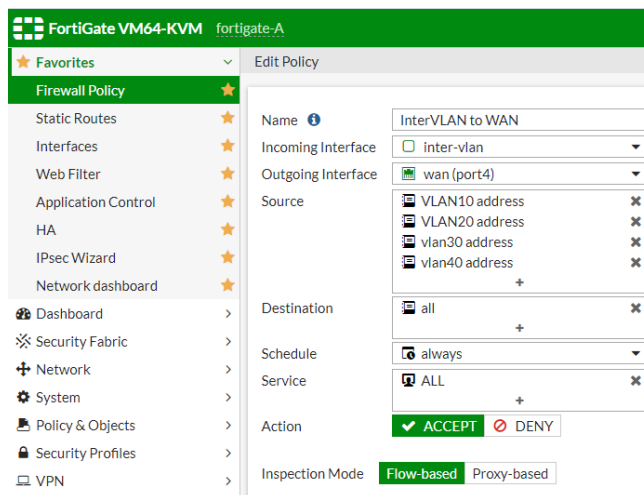 FortiGate VM64-KVM fortigate-A
Favorites
Edit Policy
Firewall Policy
Static Routes
Name
InterVLAN to WAN
Interfaces
Incoming Interface
inter-vlan
Web Filter
Outgoing Interface
wan (port4)
Application Control
Source
VLAN10 address
VLAN20 address
vlan30 address
vlan40 address
HA
IPsec Wizard
Network dashboard
Destination
all
Dashboard
Security Fabric
Schedule
always
Network
Service
ALL
System
Policy & Objects
Action
ACCEPT DENY
Security Profiles
Inspection Mode
Flow-based Proxy-based
VPN